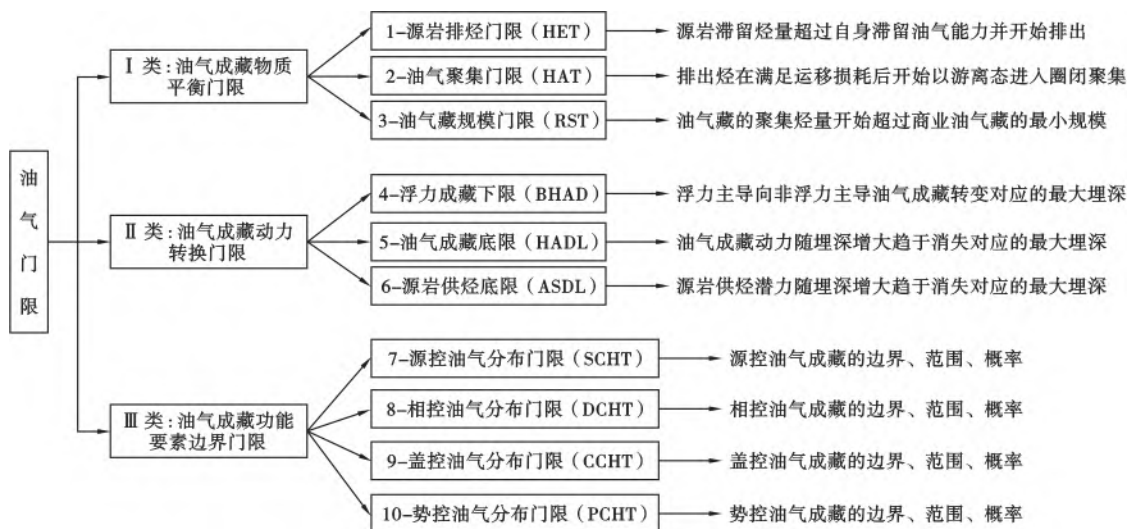 油气门限
Ⅰ 类：油气成藏物质
平衡门限
1-源岩排烃门限（HET）
源岩滞留烃量超过自身滞留油气能力并开始排出
2-油气聚集门限（HAT）
排出烃在满足运移损耗后开始以游离态进入圈闭聚集
3-油气藏规模门限（RST）
油气藏的聚集烃量开始超过商业油气藏的最小规模
Ⅱ 类：油气成藏动力
转换门限
4-浮力成藏下限（BHAD）
浮力主导向非浮力主导油气成藏转变对应的最大埋深
5-油气成藏底限（HADL）
油气成藏动力随埋深增大趋于消失对应的最大埋深
6-源岩供烃底限（ASDL）
源岩供烃潜力随埋深增大趋于消失对应的最大埋深
Ⅲ 类：油气成藏功能
要素边界门限
7-源控油气分布门限（SCHT）
源控油气成藏的边界、范围、概率
8-相控油气分布门限（DCHT）
相控油气成藏的边界、范围、概率
9-盖控油气分布门限（CCHT）
盖控油气成藏的边界、范围、概率
10-势控油气分布门限（PCHT）
势控油气成藏的边界、范围、概率